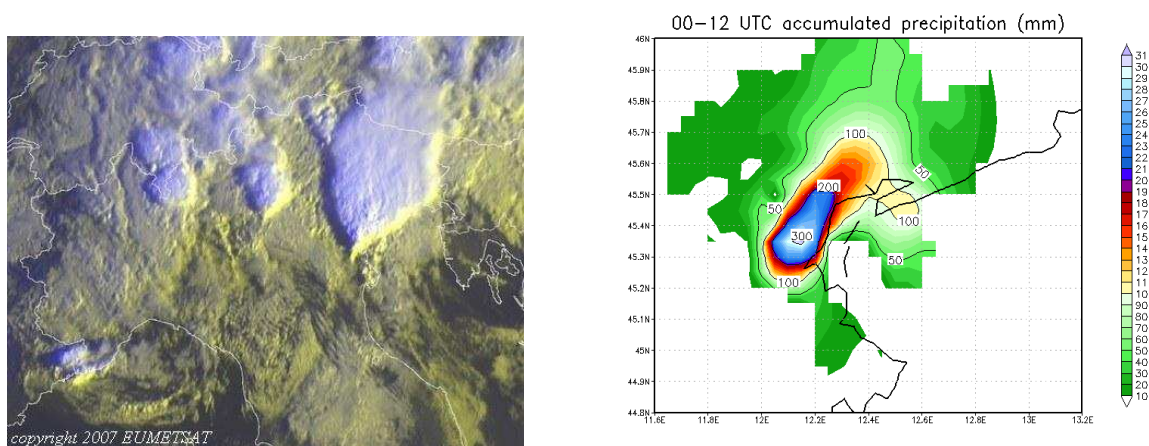 00-12 UTC accumulated precipitation (mm)
46N
45.9N
45.8N
45.7N
45.6N
45.5N
45.4N
45.3N
45.2N
45.1N
45N
44.9N
44.8N
11.6E
11.8E
12E
12.2E
12.4E
12.6E
12.8E
13E
13.2E
100
50
200
50
100
300
50
100
31
30
29
28
27
26
25
24
23
22
21
20
19
18
17
16
15
14
13
12
11
10
90
80
70
60
50
40
30
20
10
copyright 2007 EUMETSAT